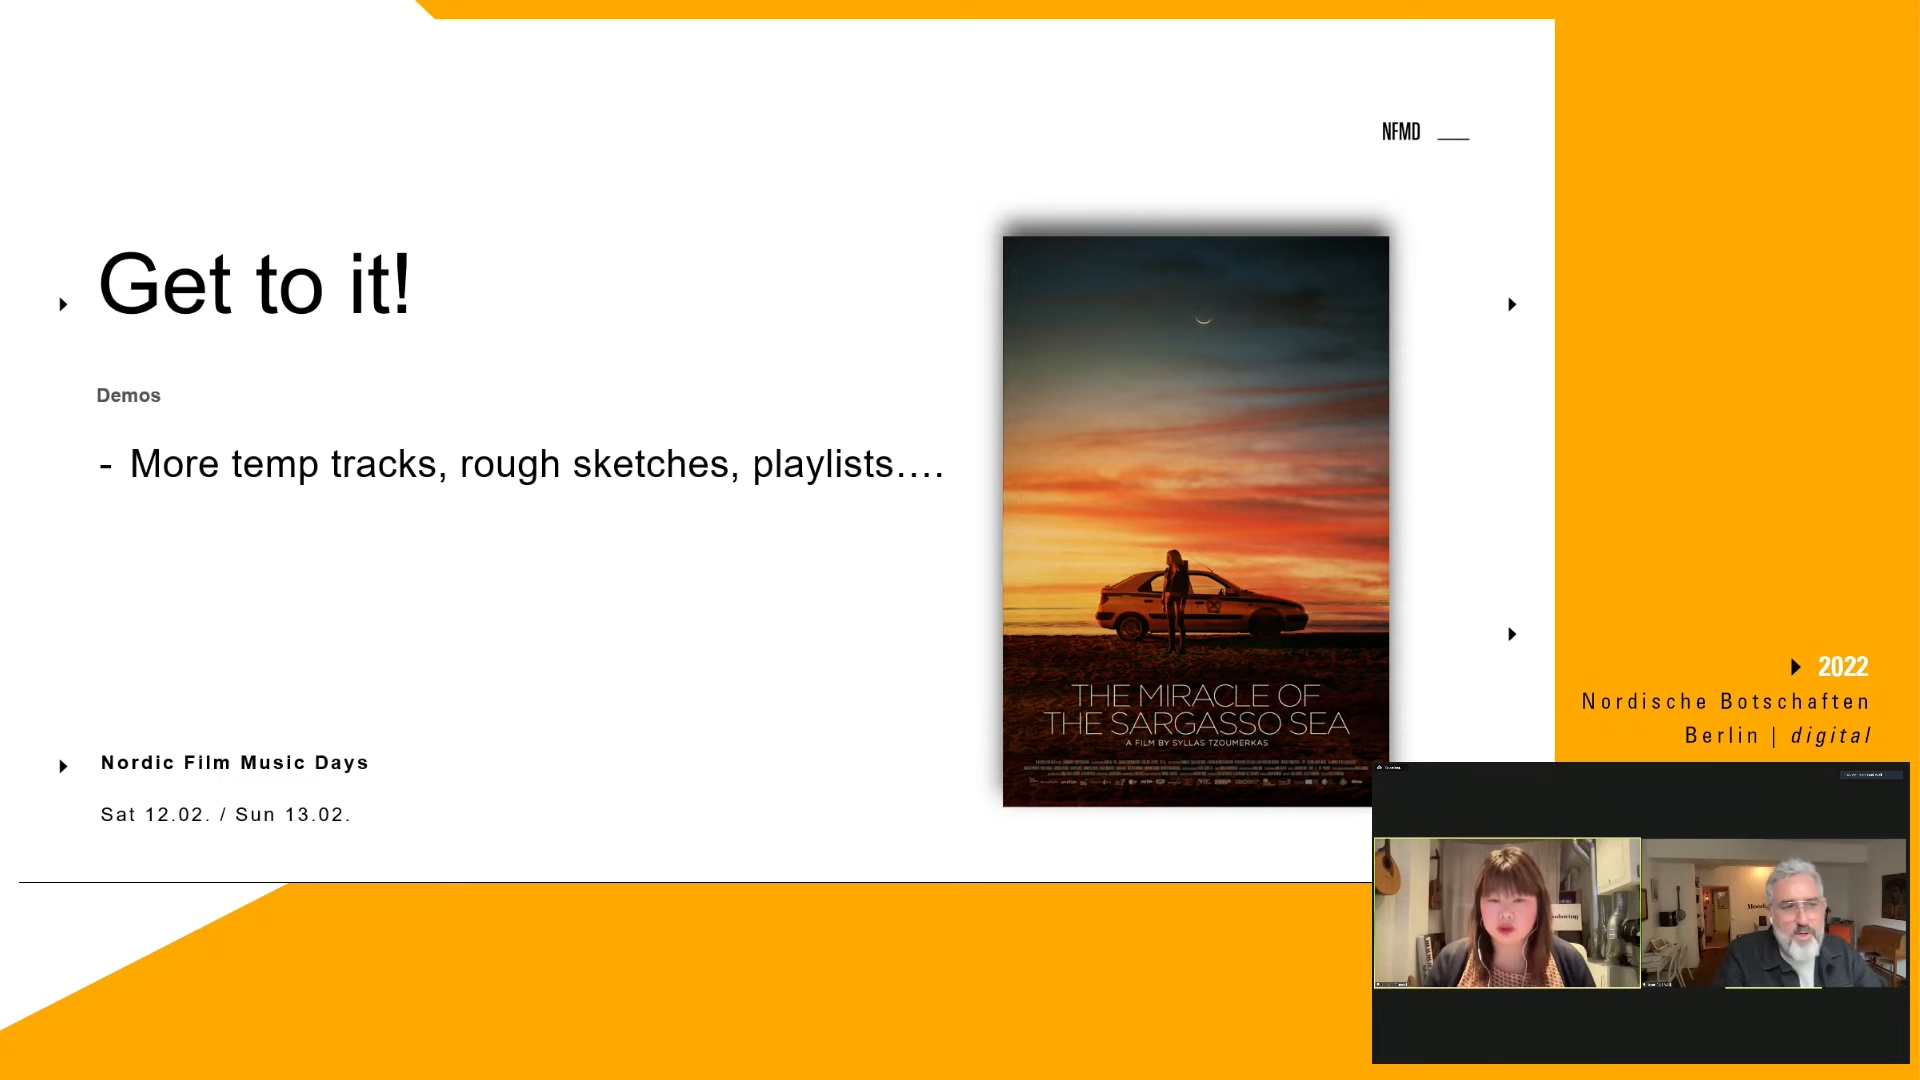 NFMD
Get to it!
Demos
- More temp tracks, rough sketches, playlists....
THE MIRACLE OF
THE SARGASSO SEA
A FILM BY SYLLAS TZOUMERKAS
2022
Nordische Botschaften
Berlin | digital
Nordic Film Music Days
Sat 12.02. / Sun 13.02.